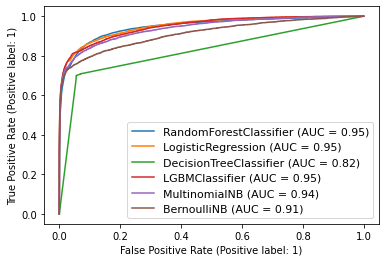 1.0
0.8
0.6
0.4
0.2
0.0
True Positive Rate (Positive label: 1)
RandomForestClassifier (AUC = 0.95)
LogisticRegression (AUC = 0.95)
DecisionTreeClassifier (AUC = 0.82)
LGBMClassifier (AUC = 0.95)
MultinomialNB (AUC = 0.94)
BernoulliNB (AUC = 0.91)
0.0 0.2 0.4 0.6 0.8 1.0
False Positive Rate (Positive label: 1)